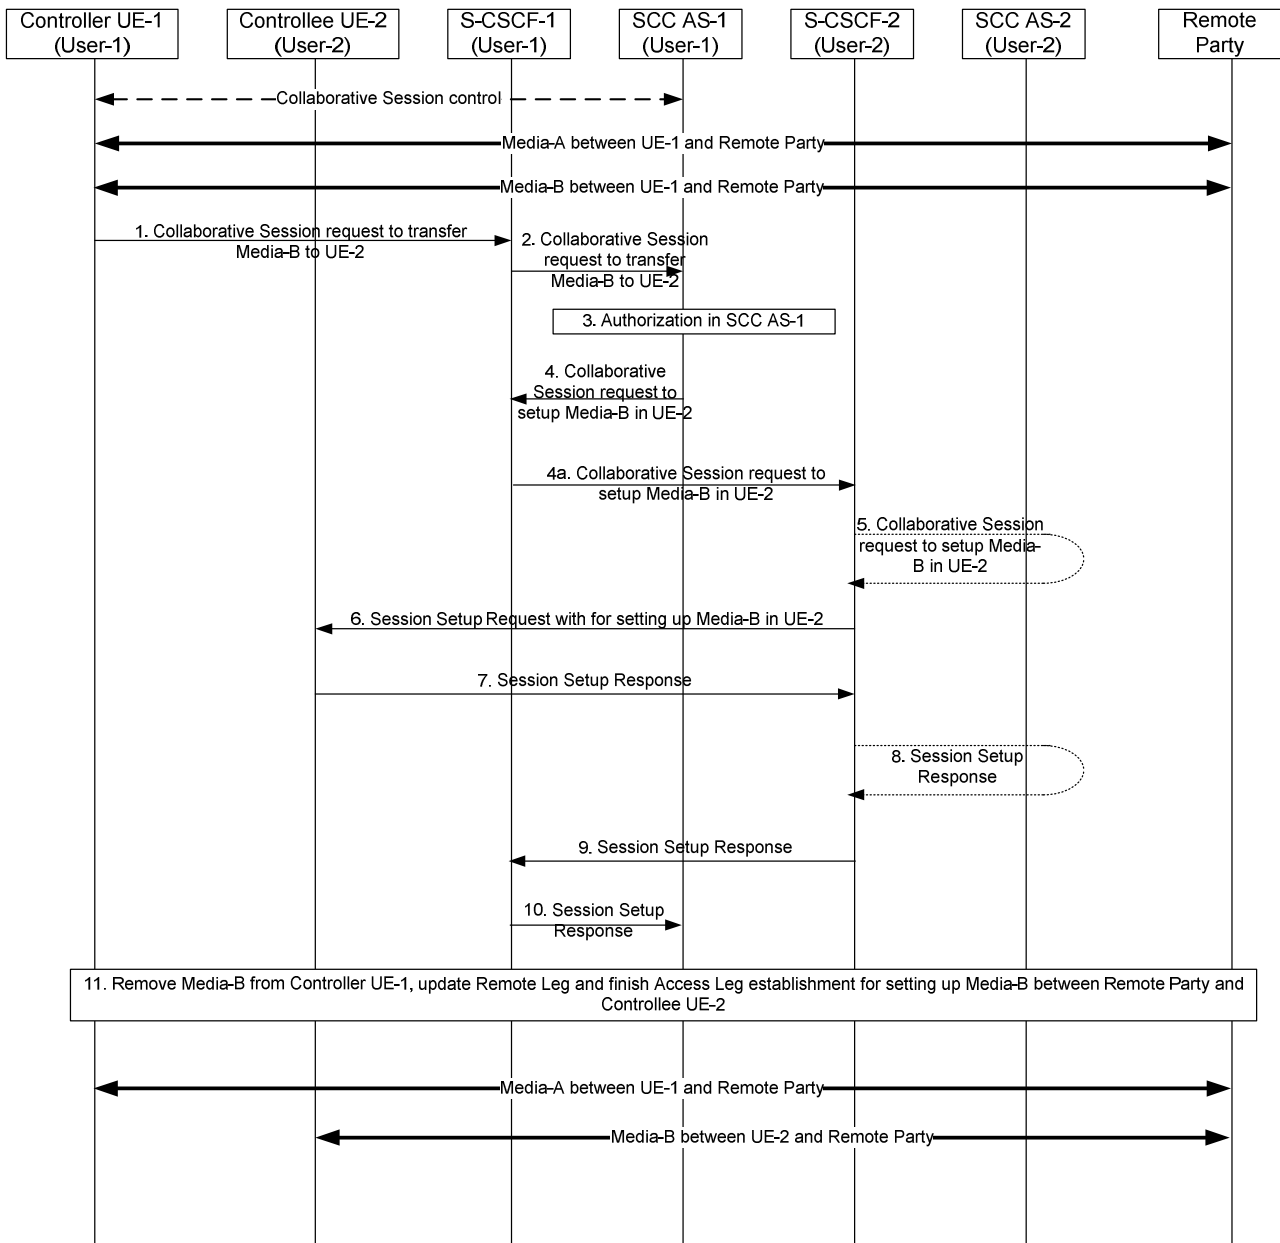 Controller UE-1
(User-1)
Controllee UE-2
(User-2)
S-CSCF-1
(User-1)
SCC AS-1
(User-1)
S-CSCF-2
(User-2)
SCC AS-2
(User-2)
Remote
Party
Collaborative Session control
Media-A between UE-1 and Remote Party
Media-B between UE-1 and Remote Party
1. Collaborative Session request to transfer
Media-B to UE-2
2. Collaborative Session
request to transfer
Media-B to UE-2
3. Authorization in SCC AS-1
4. Collaborative
Session request to
setup Media-B in UE-2
4a. Collaborative Session request to
setup Media-B in UE-2
5. Collaborative Session
request to setup Media-
B in UE-2
6. Session Setup Request with for setting up Media-B in UE-2
7. Session Setup Response
8. Session Setup
Response
9. Session Setup Response
10. Session Setup
Response
11. Remove Media-B from Controller UE-1, update Remote Leg and finish Access Leg establishment for setting up Media-B between Remote Party and
Controllee UE-2
Media-A between UE-1 and Remote Party
Media-B between UE-2 and Remote Party